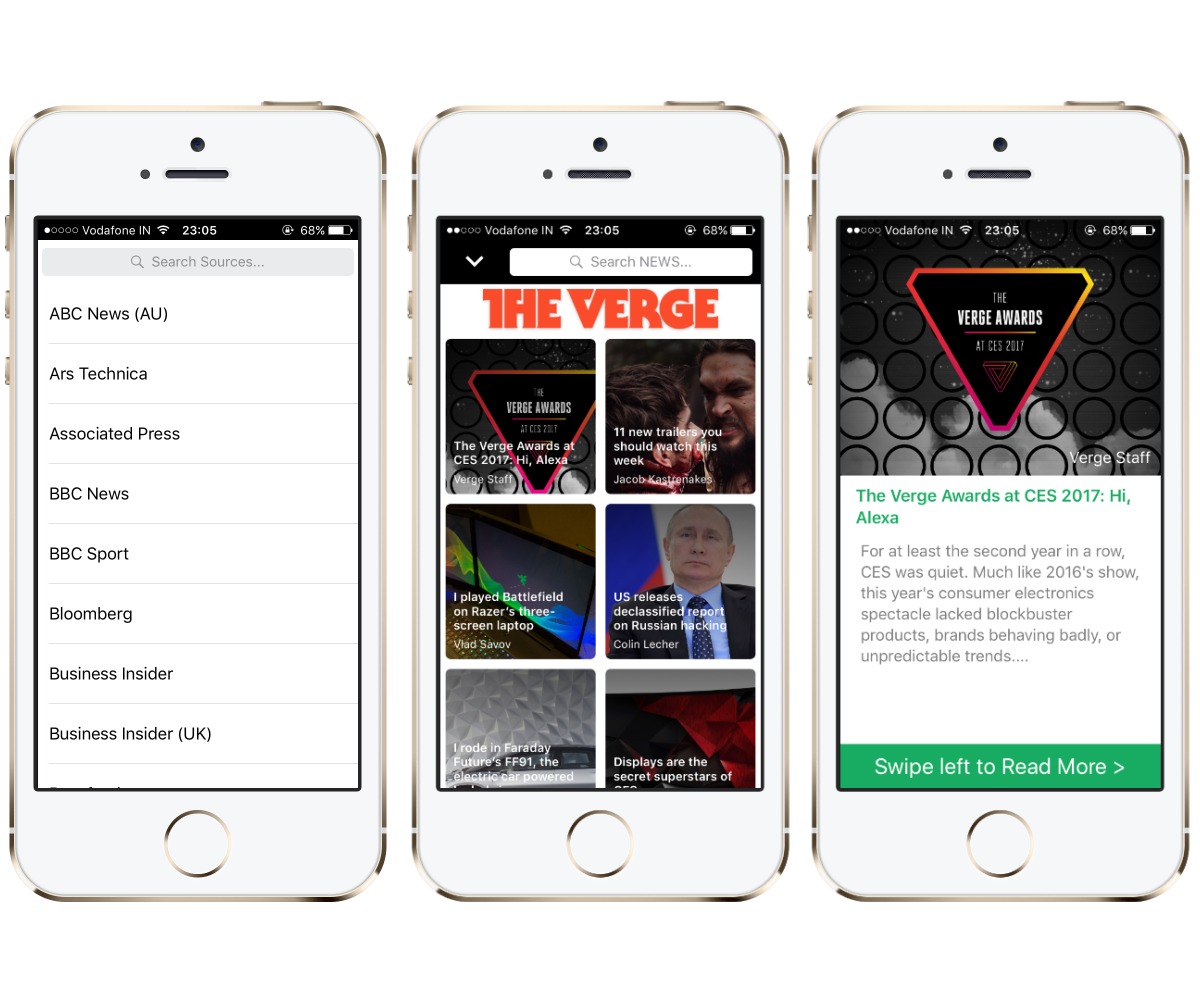 Vodafone IN 23:05 68%
Search Sources...
ABC News (AU)
Ars Technica
Associated Press
BBC News
BBC Sport
Bloomberg
Business Insider
Business Insider (UK)
Vodafone IN 23:05 68%
Search NEWS...
THE VERGE
THE
VERGE AWARDS
AT CES 2017
The Verge Awards at
CES 2017: Hi, Alexa
Verge Staff
11 new trailers you
should watch this
week
Jacob Kastrenakes
I played Battlefield
on Razer's three-
screen laptop
Vlad Savov
US releases
declassified report
on Russian hacking
Colin Lecher
I rode in Faraday
Future's FF91, the
electric car powered
Displays are the
secret superstars of
Vodafone IN 23:05 68%
THE
VERGE AWARDS
AT CES 2017
Verge Staff
The Verge Awards at CES 2017: Hi,
Alexa
For at least the second year in a row,
CES was quiet. Much like 2016's show,
this year's consumer electronics
spectacle lacked blockbuster
products, brands behaving badly, or
unpredictable trends....
Swipe left to Read More >